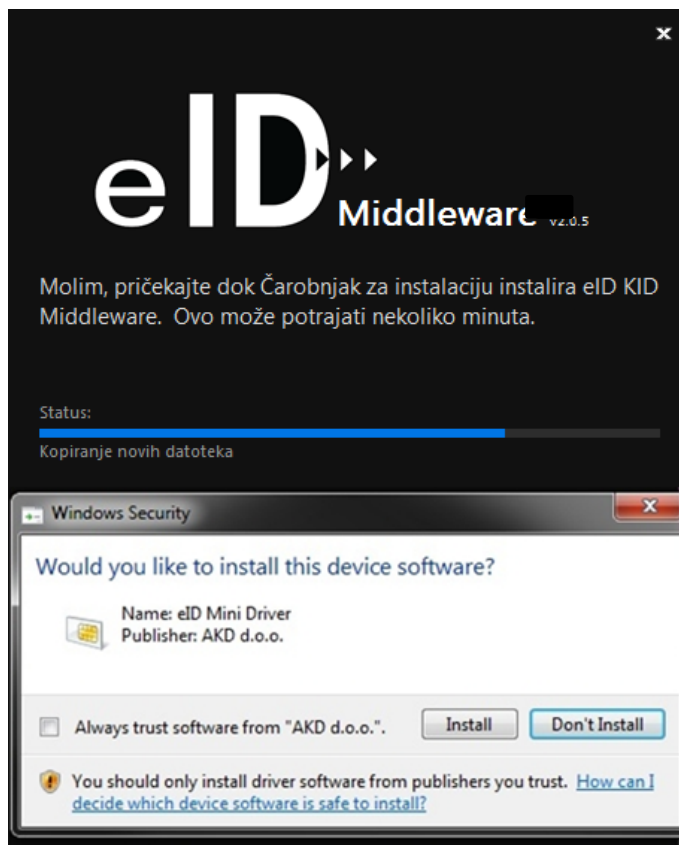 eID
Middleware v2.0.5
Molim, pričekajte dok Čarobnjak za instalaciju instalira eID KID
Middleware. Ovo može potrajati nekoliko minuta.
Status:
Kopiranje novih datoteka
Windows Security
Would you like to install this device software?
Name: eID Mini Driver
Publisher: AKD d.o.o.
Always trust software from "AKD d.o.o.".
Install
Don't Install
You should only install driver software from publishers you trust. How can I
decide which device software is safe to install?